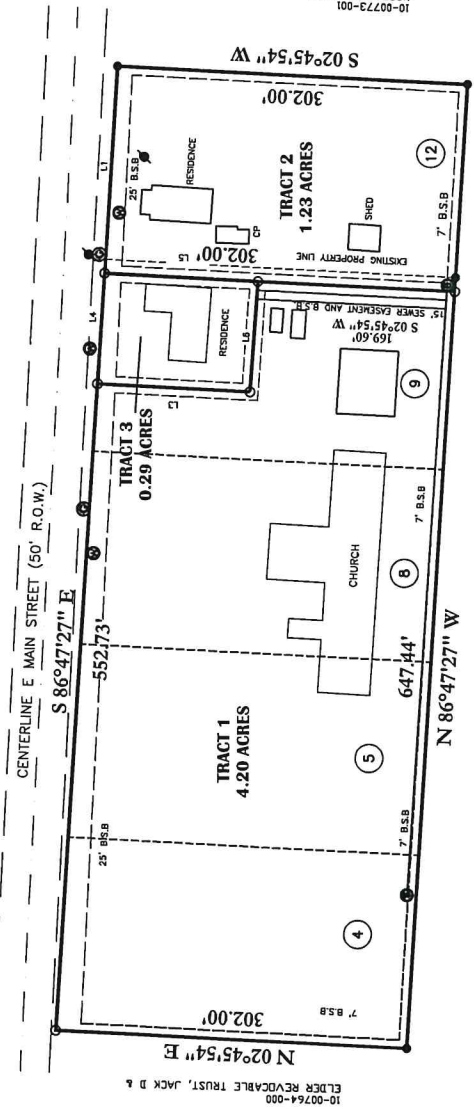 10-00773-001
CENTERLINE E MAIN STREET (50' R.O.W.)
S 86°47'27" E
552.73'
L4
L1
25' B.S.B
RESIDENCE
CP
302.00'
L5
EXISTING PROPERTY LINE
TRACT 2
1.23 ACRES
SHED
7' B.S.B
12
302.00'
S 02°45'54" W
TRACT 3
0.29 ACRES
RESIDENCE
L3
L6
15' SEWER EASEMENT AND B.S.B.
S 02°45'54" W
169.60'
9
7' B.S.B
CHURCH
8
TRACT 1
4.20 ACRES
25' B.S.B
5
7' B.S.B
4
7' B.S.B
302.00'
N 02°45'54" E
647.44'
N 86°47'27" W
10-00764-000
ELDER REVOCABLE TRUST, JACK D &